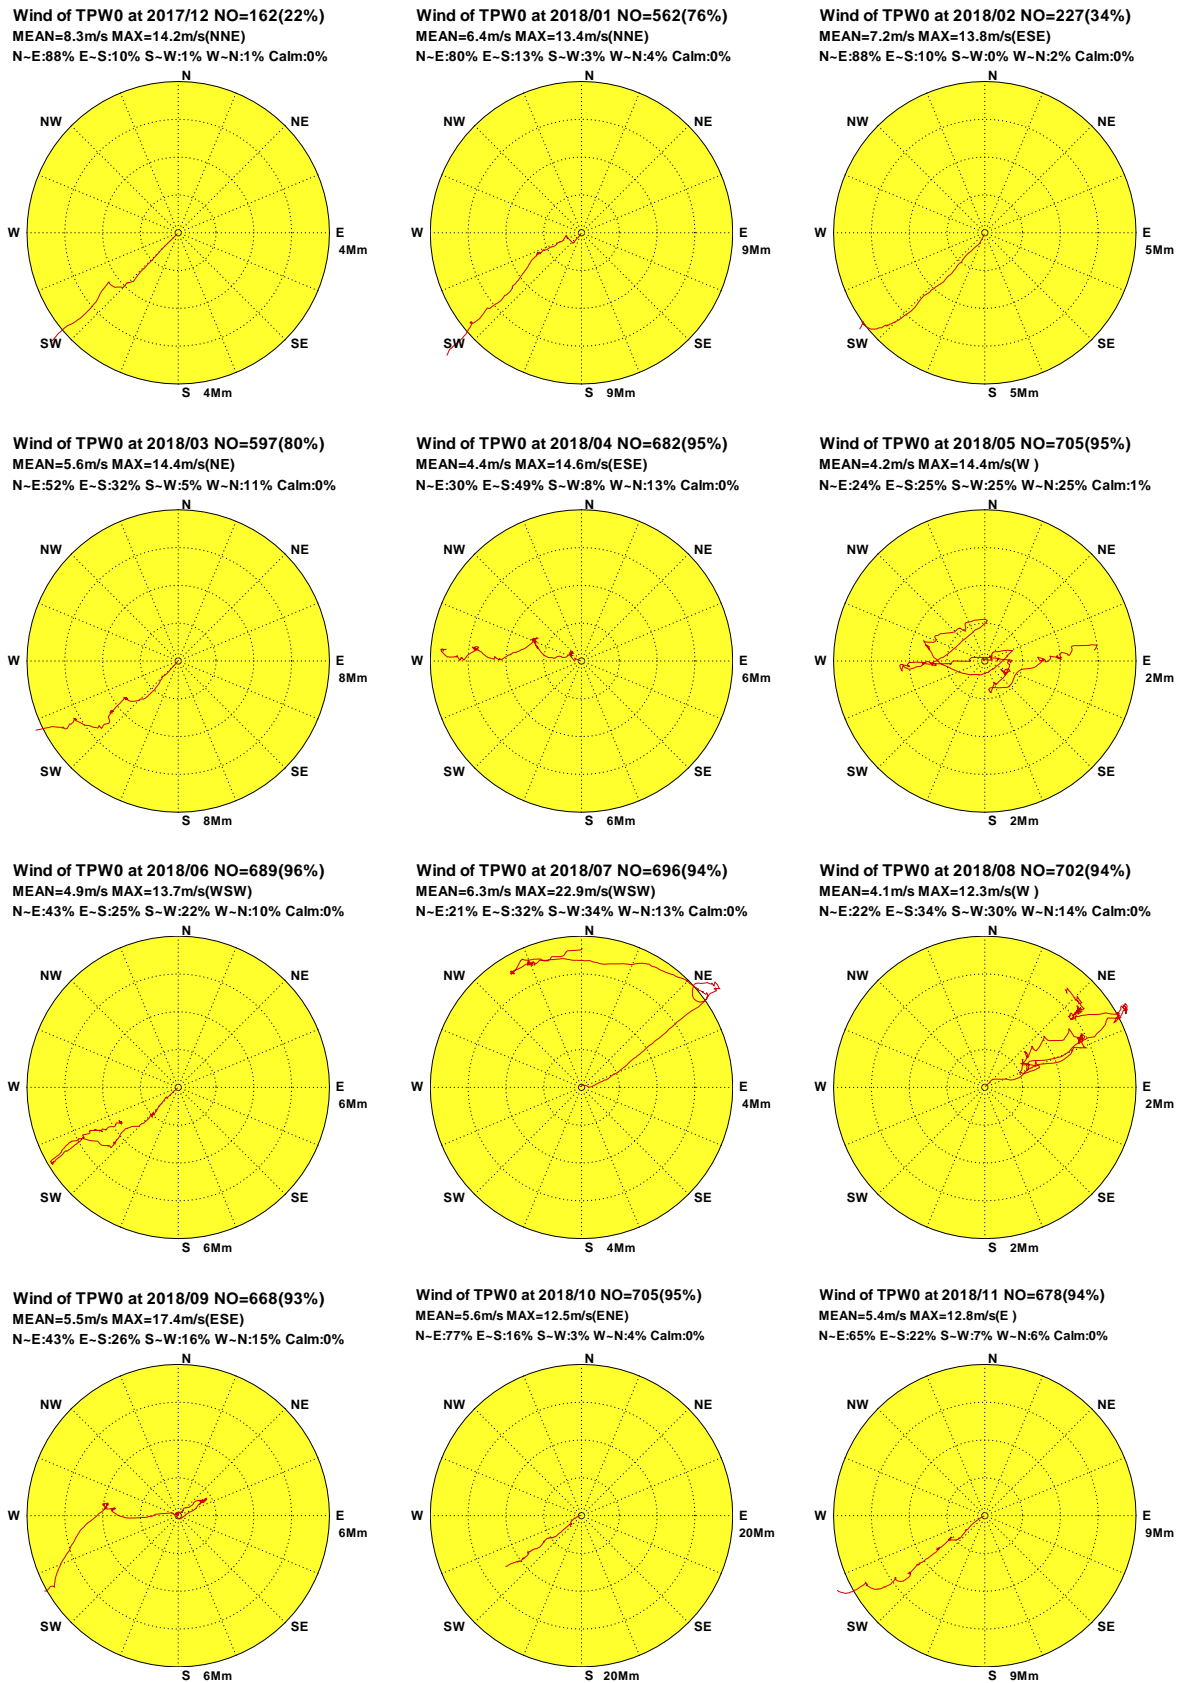 Wind of TPW0 at 2017/12 NO=162(22%)
MEAN=8.3m/s MAX=14.2m/s(NNE)
N~E:88% E~S:10% S~W:1% W~N:1% Calm:0%
N
NW
NE
W
E
4Mm
SW
SE
S 4Mm
Wind of TPW0 at 2018/01 NO=562(76%)
MEAN=6.4m/s MAX=13.4m/s(NNE)
N~E:80% E~S:13% S~W:3% W~N:4% Calm:0%
N
NW
NE
W
E
9Mm
SW
SE
S 9Mm
Wind of TPW0 at 2018/02 NO=227(34%)
MEAN=7.2m/s MAX=13.8m/s(ESE)
N~E:88% E~S:10% S~W:0% W~N:2% Calm:0%
N
NW
NE
W
E
5Mm
SW
SE
S 5Mm
Wind of TPW0 at 2018/03 NO=597(80%)
MEAN=5.6m/s MAX=14.4m/s(NE)
N~E:52% E~S:32% S~W:5% W~N:11% Calm:0%
N
NW
NE
W
E
8Mm
SW
SE
S 8Mm
Wind of TPW0 at 2018/04 NO=682(95%)
MEAN=4.4m/s MAX=14.6m/s(ESE)
N~E:30% E~S:49% S~W:8% W~N:13% Calm:0%
N
NW
NE
W
E
6Mm
SW
SE
S 6Mm
Wind of TPW0 at 2018/05 NO=705(95%)
MEAN=4.2m/s MAX=14.4m/s(W )
N~E:24% E~S:25% S~W:25% W~N:25% Calm:1%
N
NW
NE
W
E
2Mm
SW
SE
S 2Mm
Wind of TPW0 at 2018/06 NO=689(96%)
MEAN=4.9m/s MAX=13.7m/s(WSW)
N~E:43% E~S:25% S~W:22% W~N:10% Calm:0%
N
NW
NE
W
E
6Mm
SW
SE
S 6Mm
Wind of TPW0 at 2018/07 NO=696(94%)
MEAN=6.3m/s MAX=22.9m/s(WSW)
N~E:21% E~S:32% S~W:34% W~N:13% Calm:0%
N
NW
NE
W
E
4Mm
SW
SE
S 4Mm
Wind of TPW0 at 2018/08 NO=702(94%)
MEAN=4.1m/s MAX=12.3m/s(W )
N~E:22% E~S:34% S~W:30% W~N:14% Calm:0%
N
NW
NE
W
E
2Mm
SW
SE
S 2Mm
Wind of TPW0 at 2018/09 NO=668(93%)
MEAN=5.5m/s MAX=17.4m/s(ESE)
N~E:43% E~S:26% S~W:16% W~N:15% Calm:0%
N
NW
NE
W
E
6Mm
SW
SE
S 6Mm
Wind of TPW0 at 2018/10 NO=705(95%)
MEAN=5.6m/s MAX=12.5m/s(ENE)
N~E:77% E~S:16% S~W:3% W~N:4% Calm:0%
N
NW
NE
W
E
20Mm
SW
SE
S 20Mm
Wind of TPW0 at 2018/11 NO=678(94%)
MEAN=5.4m/s MAX=12.8m/s(E )
N~E:65% E~S:22% S~W:7% W~N:6% Calm:0%
N
NW
NE
W
E
9Mm
SW
SE
S 9Mm